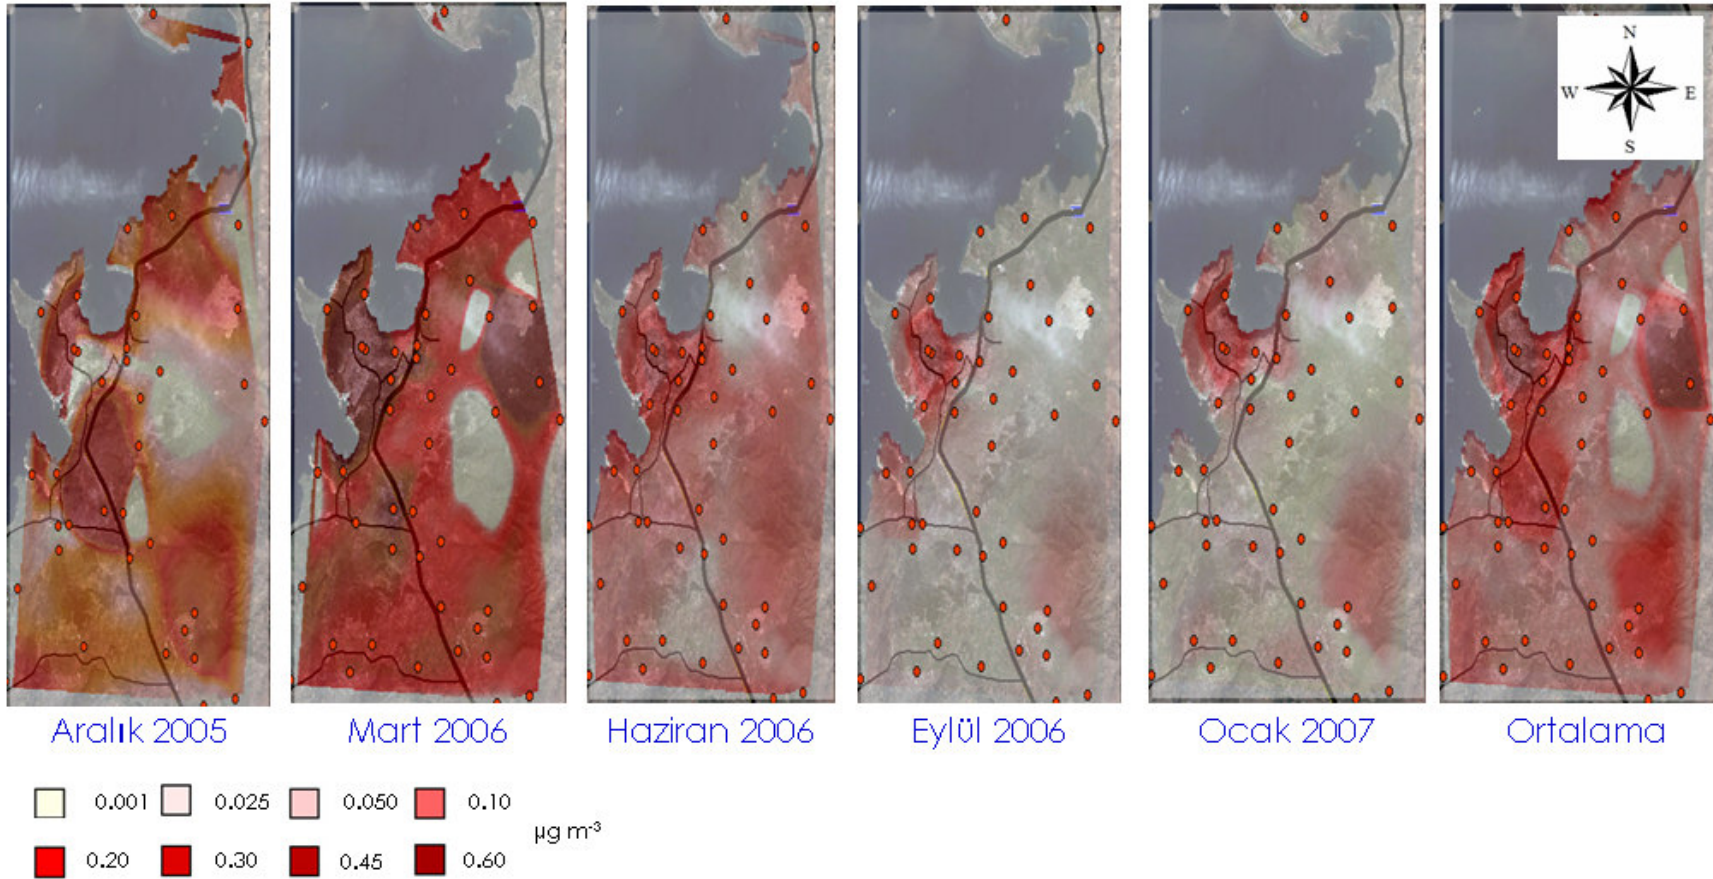 N
W E
S
Aralık 2005 Mart 2006 Haziran 2006 Eylül 2006 Ocak 2007 Ortalama
0.001 0.025 0.050 0.10
µg m-3
0.20 0.30 0.45 0.60